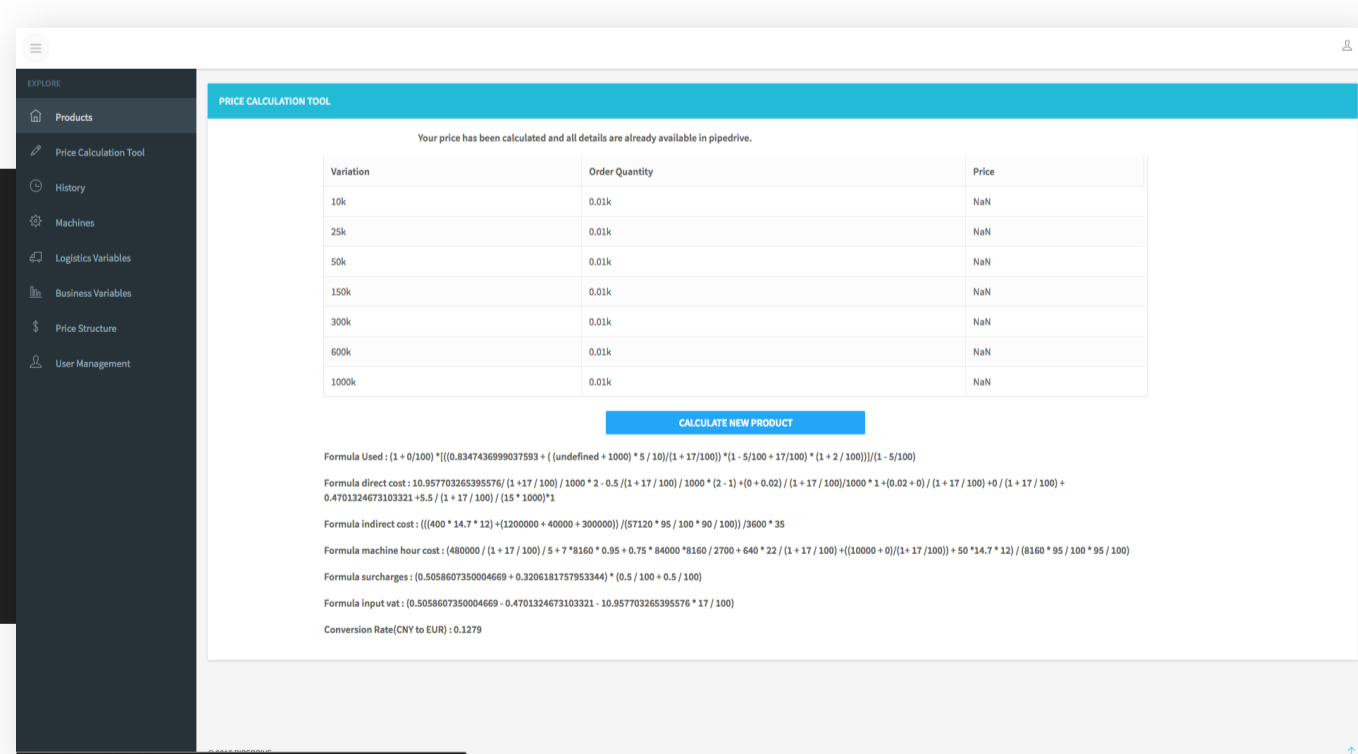 EXPLORE
Products
Price Calculation Tool
History
Machines
Logistics Variables
Business Variables
Price Structure
User Management
PRICE CALCULATION TOOL
Your price has been calculated and all details are already available in pipedrive.
Variation Order Quantity Price
10k 0.01k NaN
25k 0.01k NaN
50k 0.01k NaN
150k 0.01k NaN
300k 0.01k NaN
600k 0.01k NaN
1000k 0.01k NaN
CALCULATE NEW PRODUCT
Formula Used : (1 + 0/100) *[((0.8347436999037593 + ( (undefined + 1000) * 5 / 10)/(1 + 17/100)) *(1 - 5/100 + 17/100) * (1 + 2 / 100))]/(1 - 5/100)
Formula direct cost : 10.957703265395576/ (1 +17 / 100) / 1000 * 2 - 0.5 /(1 + 17 / 100) / 1000 * (2 - 1) +(0 + 0.02) / (1 + 17 / 100)/1000 * 1 +(0.02 + 0) / (1 + 17 / 100) +0 / (1 + 17 / 100) +
0.4701324673103321 +5.5 / (1 + 17 / 100) / (15 * 1000)*1
Formula indirect cost : (((400 * 14.7 * 12) +(1200000 + 40000 + 300000)) /(57120 * 95 / 100 * 90 / 100)) /3600 * 35
Formula machine hour cost : (480000 / (1 + 17 / 100) / 5 + 7 *8160 * 0.95 + 0.75 * 84000 *8160 / 2700 + 640 * 22 / (1 + 17 / 100) +((10000 + 0)/(1+ 17 /100)) + 50 *14.7 * 12) / (8160 * 95 / 100 * 95 / 100)
Formula surcharges : (0.5058607350004669 + 0.3206181757953344) * (0.5 / 100 + 0.5 / 100)
Formula input vat : (0.5058607350004669 - 0.4701324673103321 - 10.957703265395576 * 17 / 100)
Conversion Rate(CNY to EUR) : 0.1279